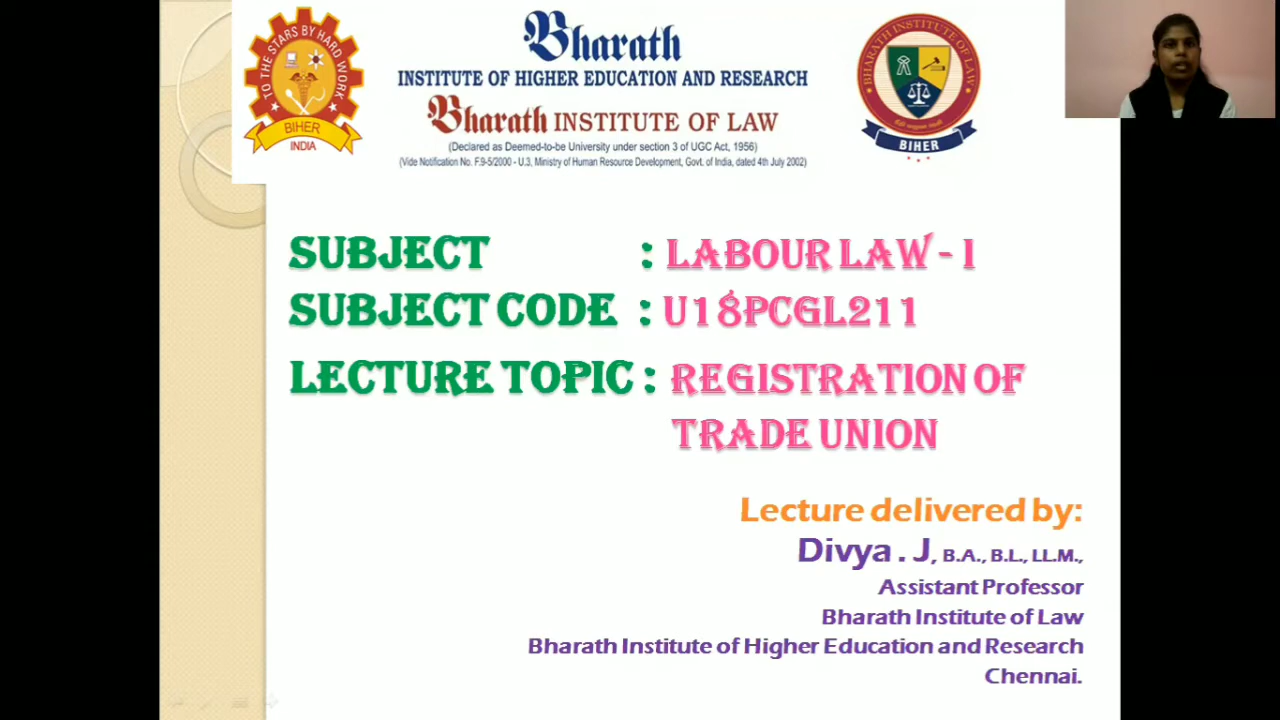 TO THE STARS BY HARD WORK
BIHER
INDIA
Bharath
INSTITUTE OF HIGHER EDUCATION AND RESEARCH
Bharath INSTITUTE OF LAW
(Declared as Deemed-to-be University under section 3 of UGC Act, 1956)
(Vide Notification No. F.9-5/2000 - U.3, Ministry of Human Resource Development, Govt. of India, dated 4th July 2002)
BHARATH INSTITUTE OF LAW
BIHER
SUBJECT : LABOUR LAW - I
SUBJECT CODE : U18PCGL211
LECTURE TOPIC : REGISTRATION OF
TRADE UNION
Lecture delivered by:
Divya . J, B.A., B.L., LL.M.,
Assistant Professor
Bharath Institute of Law
Bharath Institute of Higher Education and Research
Chennai.